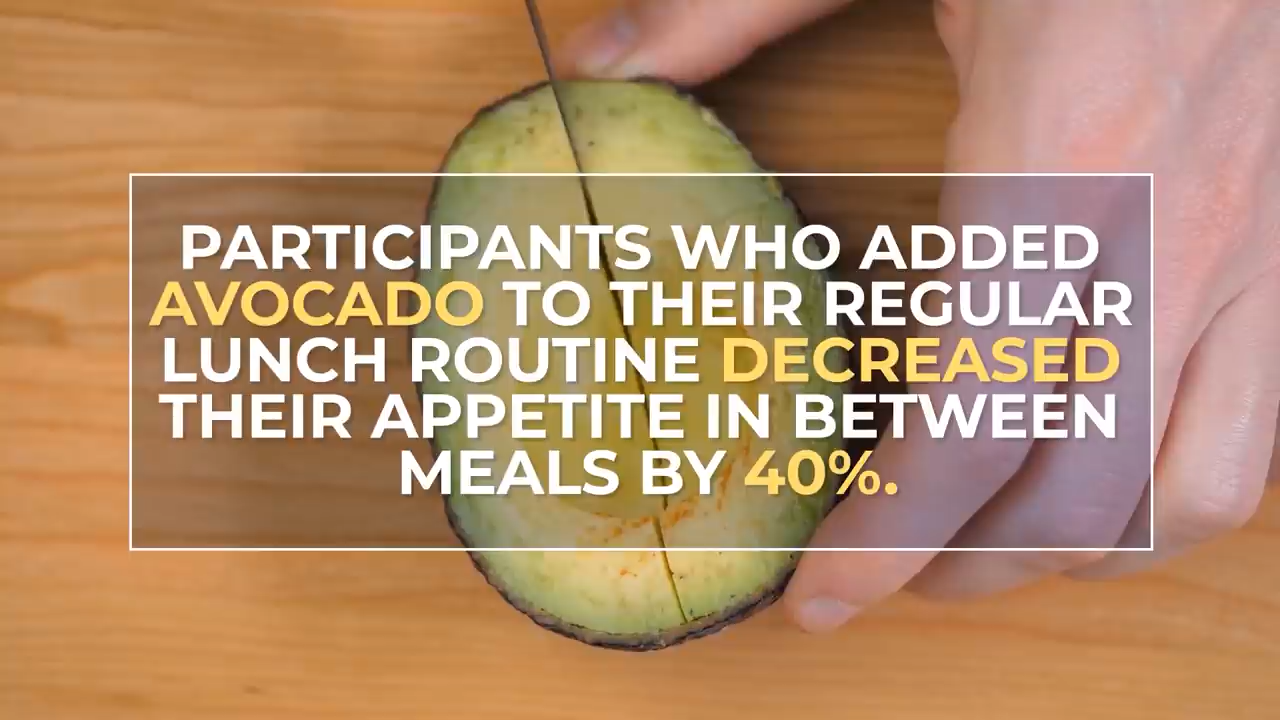 PARTICIPANTS WHO ADDED
AVOCADO TO THEIR REGULAR
LUNCH ROUTINE DECREASED
THEIR APPETITE IN BETWEEN
MEALS BY 40%.